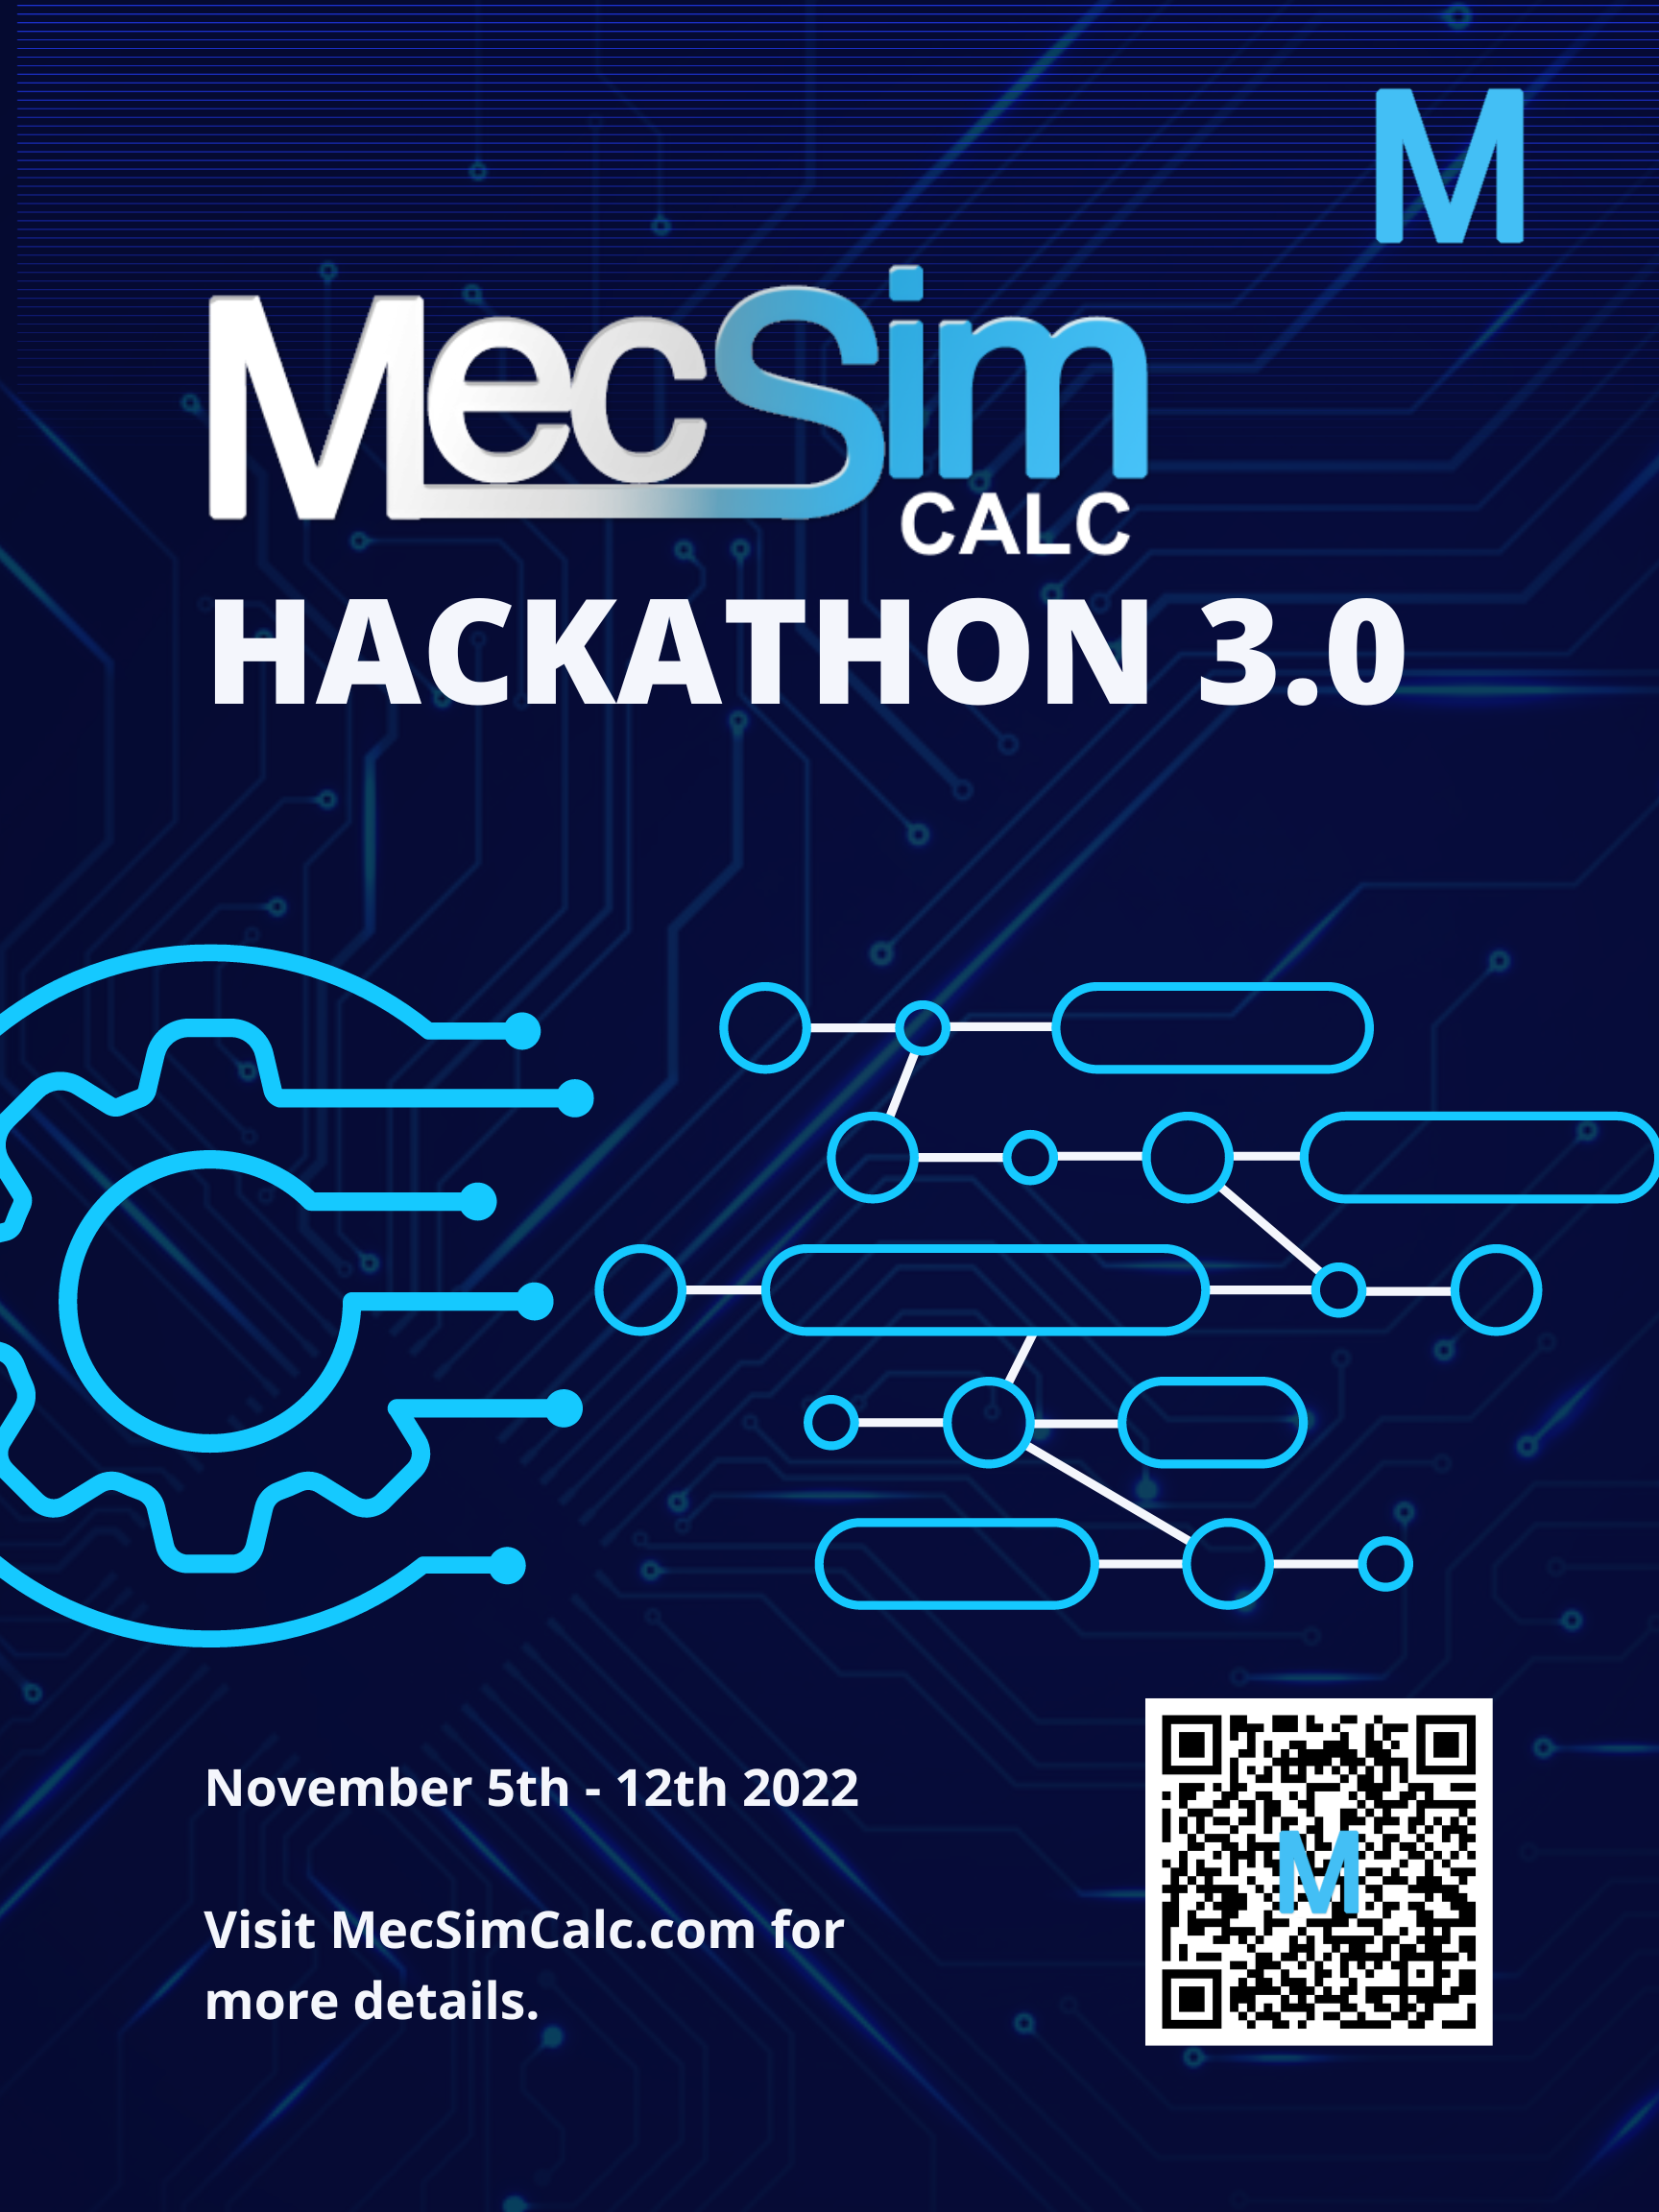 M
MecSim
CALC
HACKATHON 3.0
November 5th - 12th 2022
Visit MecSimCalc.com for
more details.
M